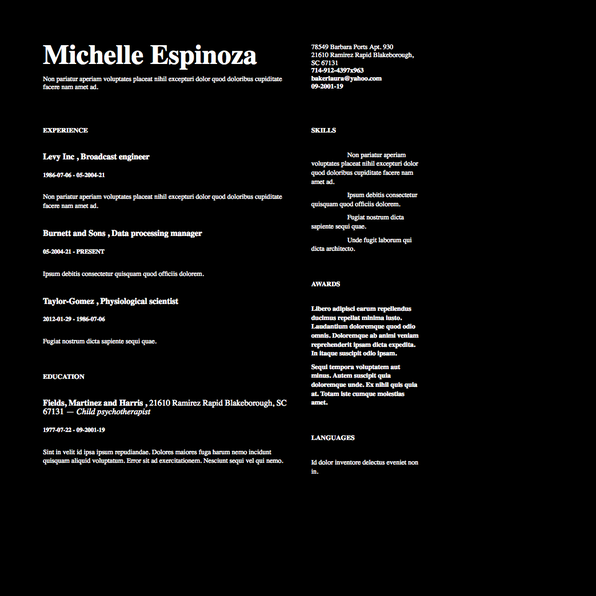 Michelle Espinoza
Non pariatur aperiam voluptates placeat nihil excepturi dolor quod doloribus cupiditate
facere nam amet ad.
78549 Barbara Ports Apt. 930
21610 Ramirez Rapid Blakeborough,
SC 67131
714-912-4397x963
bakerlaura@yahoo.com
09-2001-19
EXPERIENCE
Levy Inc , Broadcast engineer
1986-07-06 - 05-2004-21
Non pariatur aperiam voluptates placeat nihil excepturi dolor quod doloribus cupiditate
facere nam amet ad.
Burnett and Sons , Data processing manager
05-2004-21 - PRESENT
Ipsum debitis consectetur quisquam quod officiis dolorem.
Taylor-Gomez , Physiological scientist
2012-01-29 - 1986-07-06
Fugiat nostrum dicta sapiente sequi quae.
EDUCATION
Fields, Martinez and Harris , 21610 Ramirez Rapid Blakeborough, SC
67131 — Child psychotherapist
1977-07-22 - 09-2001-19
Sint in velit id ipsa ipsum repudiandae. Dolores maiores fuga harum nemo incidunt
quisquam aliquid voluptatum. Error sit ad exercitationem. Nesciunt sequi vel qui nemo.
SKILLS
Non pariatur aperiam
voluptates placeat nihil excepturi dolor
quod doloribus cupiditate facere nam
amet ad.
Ipsum debitis consectetur
quisquam quod officiis dolorem.
Fugiat nostrum dicta
sapiente sequi quae.
Unde fugit laborum qui
dicta architecto.
AWARDS
Libero adipisci earum repellendus
ducimus repellat minima iusto.
Laudantium doloremque quod odio
omnis. Doloremque ab animi veniam
reprehenderit ipsam dicta expedita.
In itaque suscipit odio ipsam.
Sequi tempora voluptatem aut
minus. Autem suscipit quia
doloremque unde. Ex nihil quis quia
at. Totam iste cumque molestias
amet.
LANGUAGES
Id dolor inventore delectus eveniet non
in.